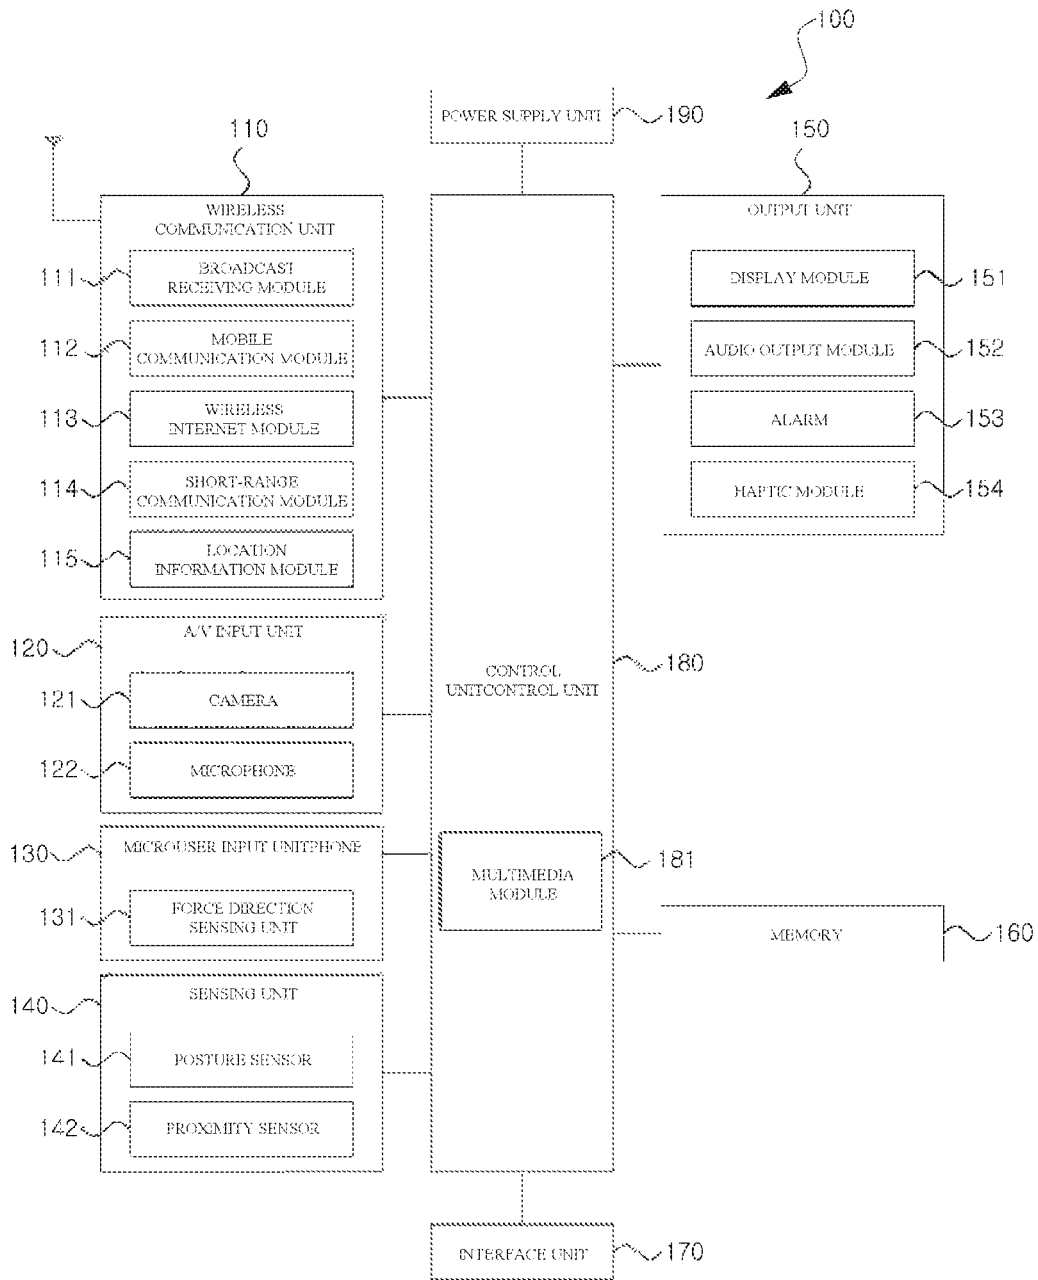 100
POWER SUPPLY UNIT
190
110
WIRELESS
COMMUNICATION UNIT
111
BROADCAST
RECEIVING MODULE
112
MOBILE
COMMUNICATION MODULE
113
WIRELESS
INTERNET MODULE
114
SHORT-RANGE
COMMUNICATION MODULE
115
LOCATION
INFORMATION MODULE
120
A/V INPUT UNIT
121
CAMERA
122
MICROPHONE
130
MICROUSER INPUT UNITPHONE
131
FORCE DIRECTION
SENSING UNIT
140
SENSING UNIT
141
POSTURE SENSOR
142
PROXIMITY SENSOR
CONTROL
UNITCONTROL UNIT
180
MULTIMEDIA
MODULE
181
150
OUTPUT UNIT
DISPLAY MODULE
151
AUDIO OUTPUT MODULE
152
ALARM
153
HAPTIC MODULE
154
MEMORY
160
INTERFACE UNIT
170